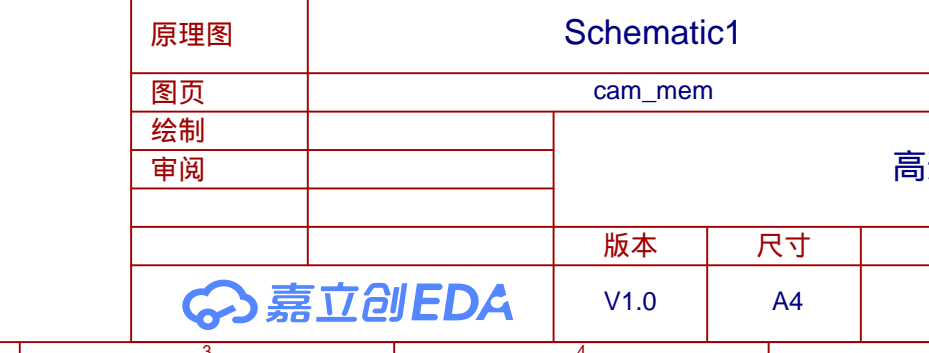 原理图 Schematic1
图页 cam_mem
绘制
审阅 高
版本 尺寸
嘉立创EDA V1.0 A4
3 4